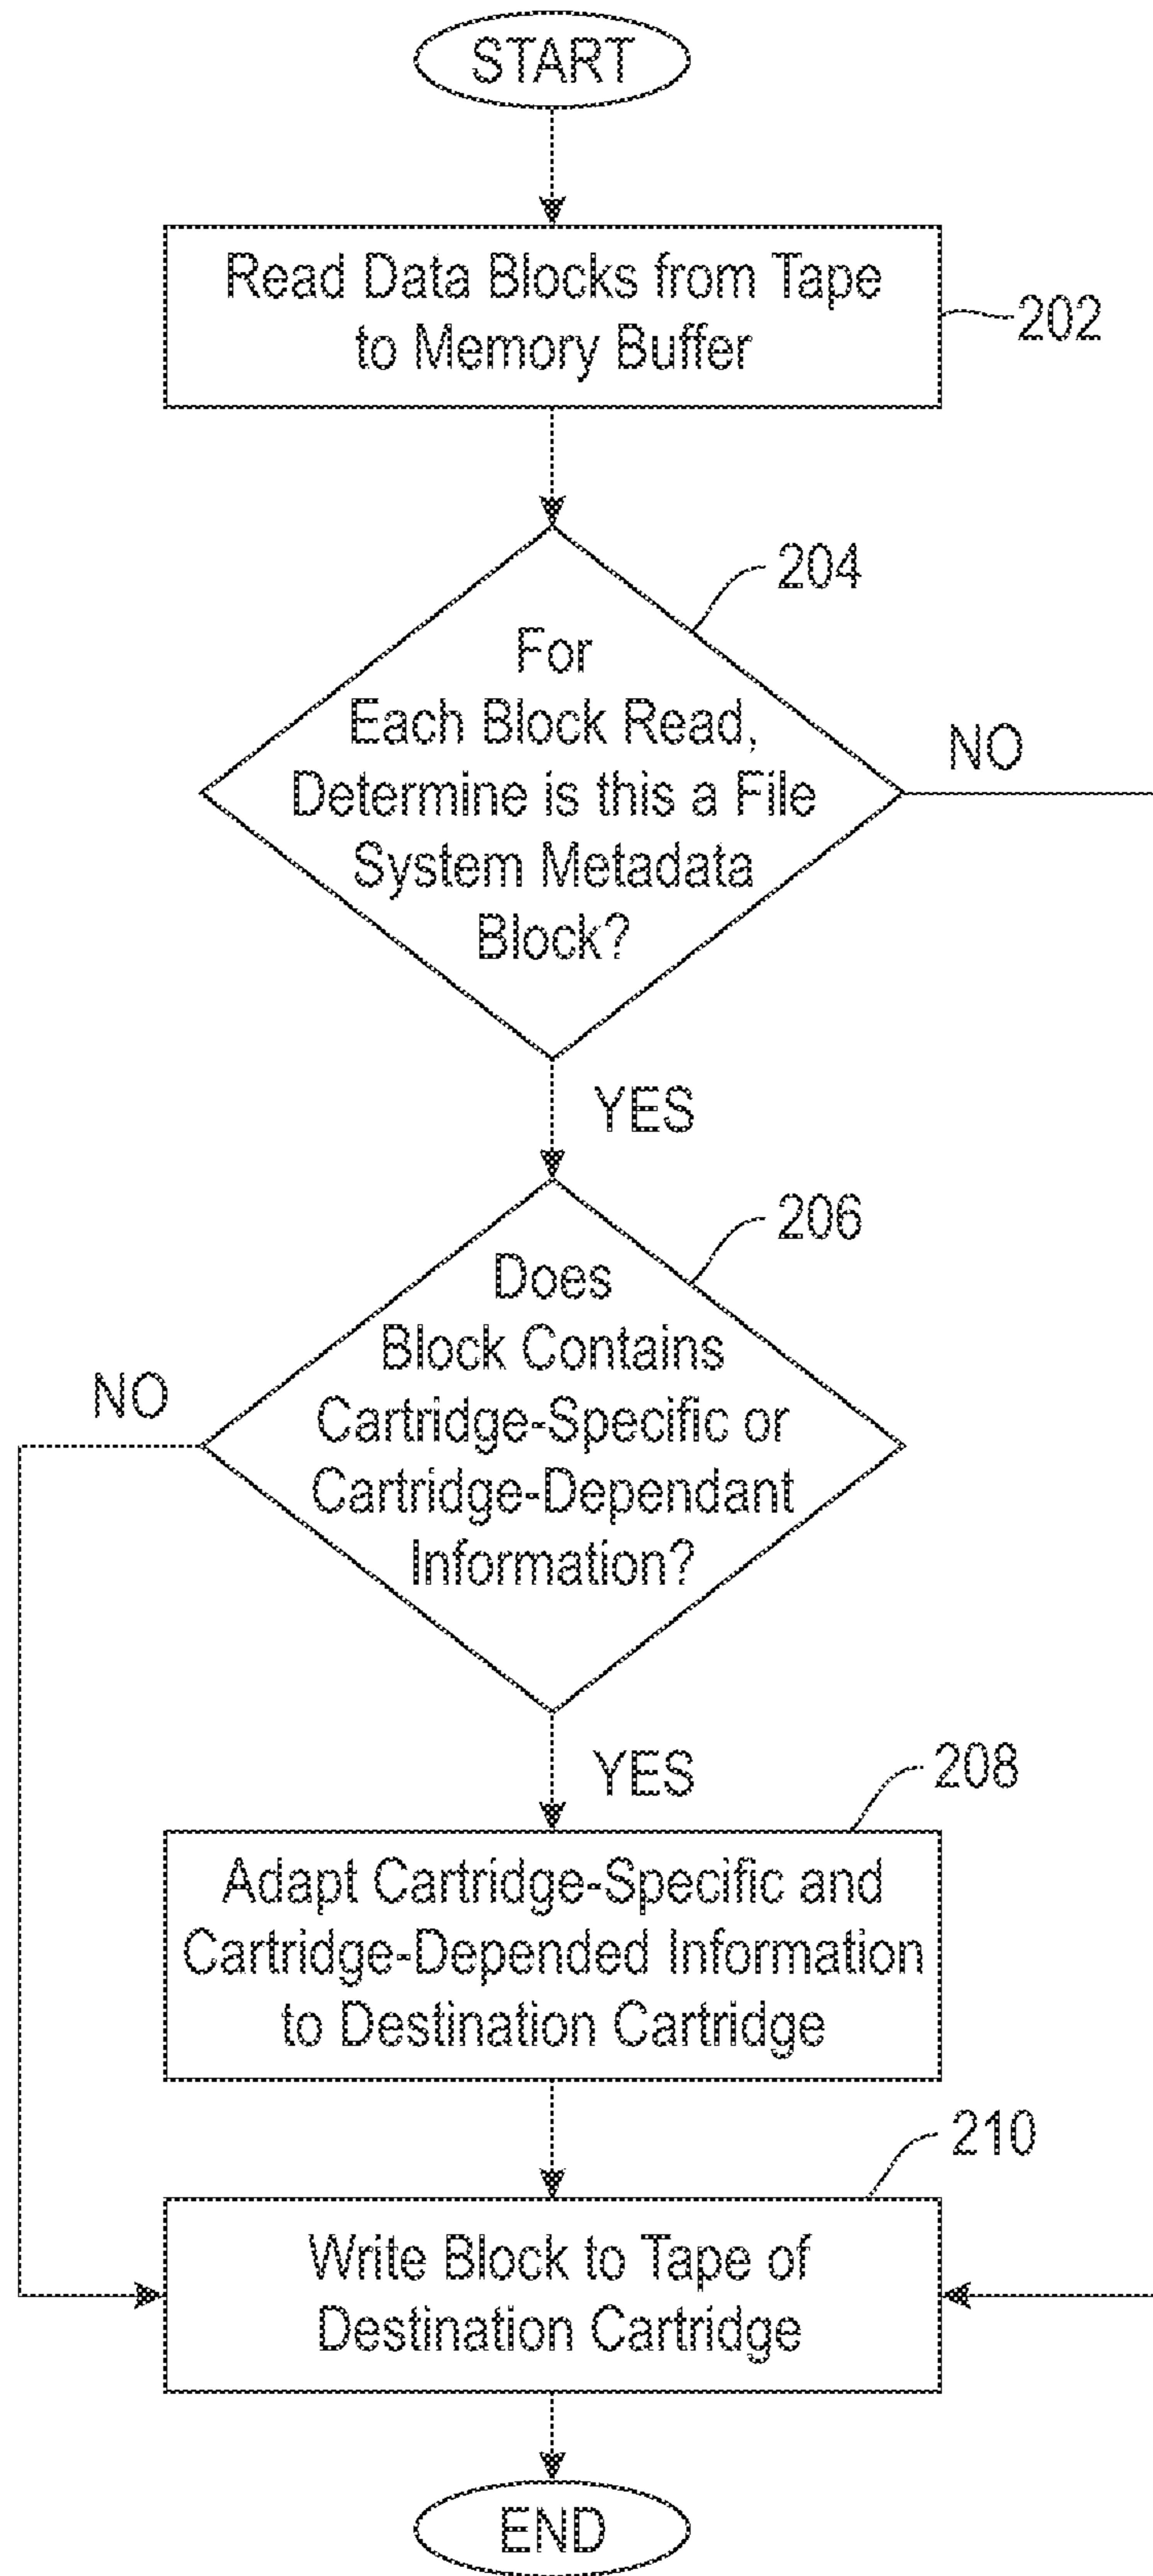 START
Read Data Blocks from Tape
to Memory Buffer
202
204
For
Each Block Read,
Determine is this a File
System Metadata
Block?
NO
YES
206
Does
Block Contains
Cartridge-Specific or
Cartridge-Dependant
Information?
NO
YES
208
Adapt Cartridge-Specific and
Cartridge-Depended Information
to Destination Cartridge
210
Write Block to Tape of
Destination Cartridge
END